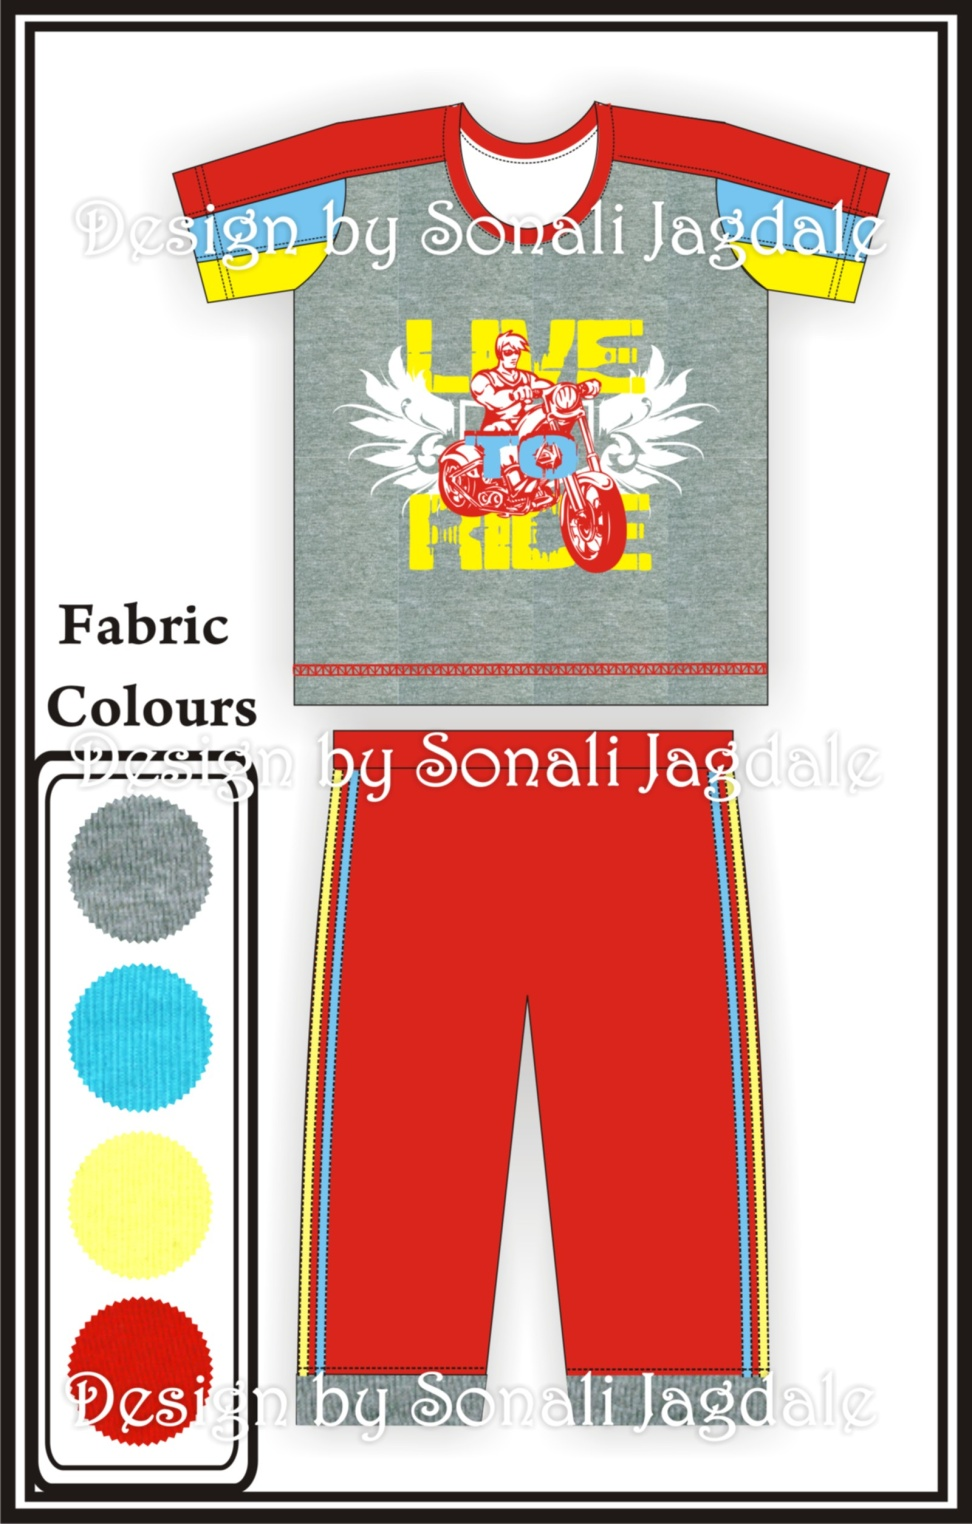 Design by Sonali Jagdale
LIVE
TO
RIDE
Fabric
Colours
Design by Sonali Jagdale
Design by Sonali Jagdale